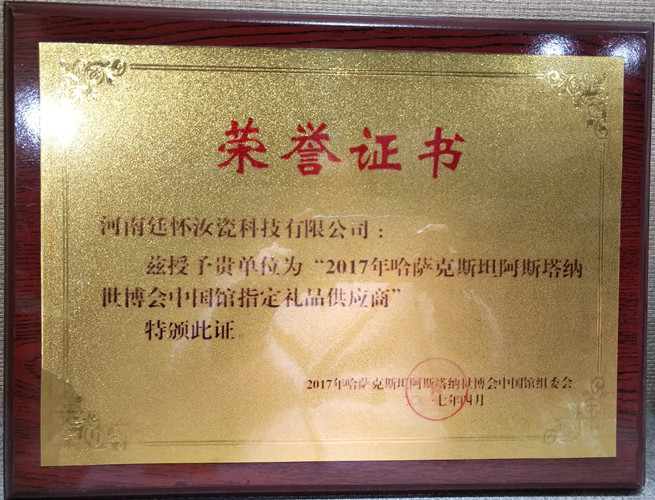 荣誉证书
河南廷怀汝瓷科技有限公司：
兹授予贵单位为“2017年哈萨克斯坦阿斯塔纳
世博会中国馆指定礼品供应商”
特颁此证
2017年哈萨克斯坦阿斯塔纳世博会中国馆组委会
七年四月